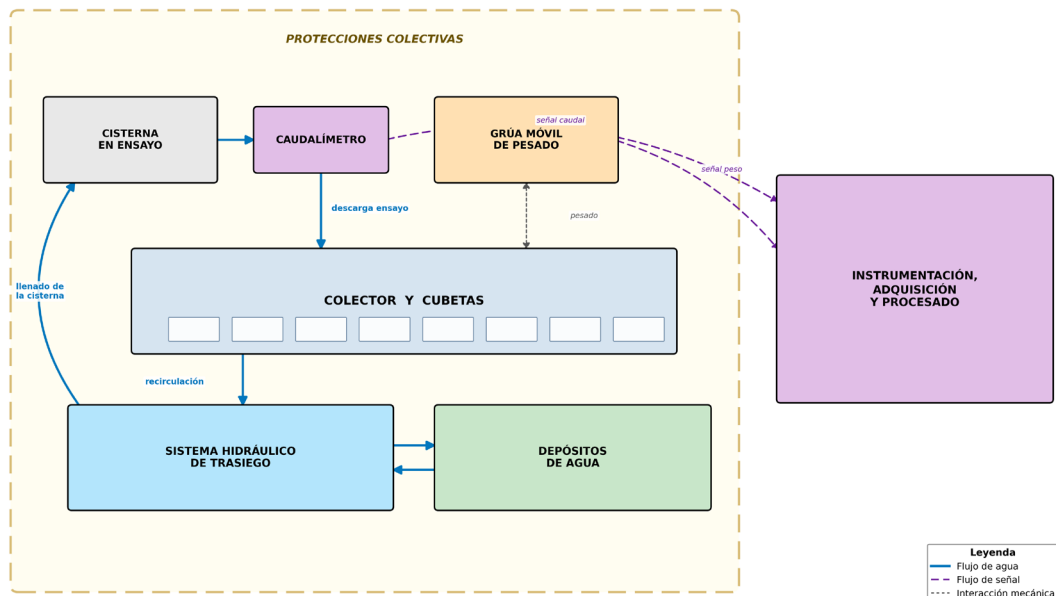 PROTECCIONES COLECTIVAS
CISTERNA
EN ENSAYO
CAUDALÍMETRO
señal caudal
GRÚA MÓVIL
DE PESADO
señal peso
descarga ensayo
pesado
llenado de
la cisterna
COLECTOR Y CUBETAS
INSTRUMENTACIÓN,
ADQUISICIÓN
Y PROCESADO
recirculación
SISTEMA HIDRÁULICO
DE TRASIEGO
DEPÓSITOS
DE AGUA
Leyenda
Flujo de agua
Flujo de señal
Interacción mecánica